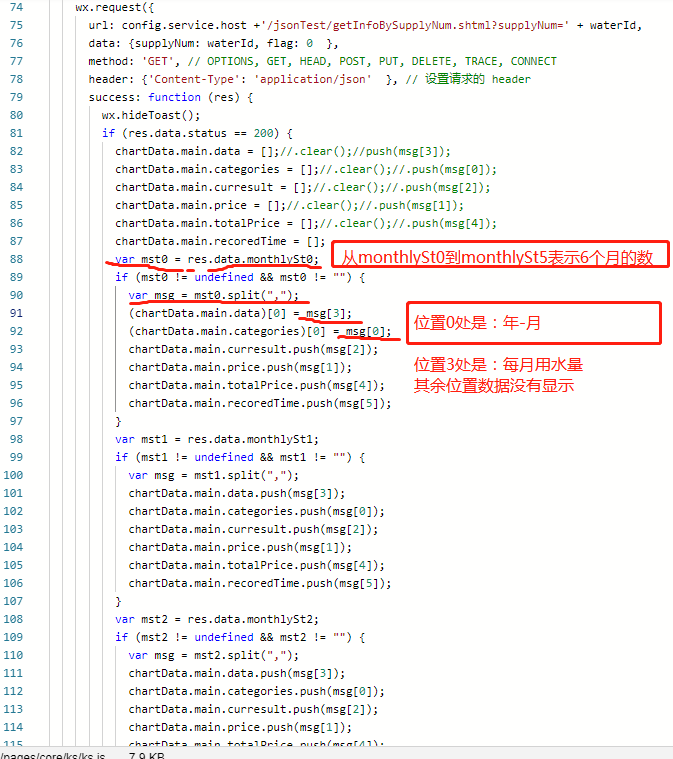 74 wx.request({
75 url: config.service.host +'/jsonTest/getInfoBySupplyNum.shtml?supplyNum=' + waterId,
76 data: {supplyNum: waterId, flag: 0 },
77 method: 'GET', // OPTIONS, GET, HEAD, POST, PUT, DELETE, TRACE, CONNECT
78 header: {'Content-Type': 'application/json' }, // 设置请求的 header
79 success: function (res) {
80 wx.hideToast();
81 if (res.data.status == 200) {
82 chartData.main.data = [];//.clear();//push(msg[3]);
83 chartData.main.categories = [];//.clear();//.push(msg[0]);
84 chartData.main.curresult = [];//.clear();//.push(msg[2]);
85 chartData.main.price = [];//.clear();//.push(msg[1]);
86 chartData.main.totalPrice = [];//.clear();//.push(msg[4]);
87 chartData.main.recoredTime = [];
88 var mst0 = res.data.monthlySt0; 从monthlySt0到monthlySt5表示6个月的数
89 if (mst0 != undefined && mst0 != "") {
90 var msg = mst0.split(",");
91 (chartData.main.data)[0] = msg[3]; 位置0处是：年-月
92 (chartData.main.categories)[0] = msg[0];
93 chartData.main.curresult.push(msg[2]);
94 chartData.main.price.push(msg[1]); 位置3处是：每月用水量
95 chartData.main.totalPrice.push(msg[4]); 其余位置数据没有显示
96 chartData.main.recoredTime.push(msg[5]);
97 }
98 var mst1 = res.data.monthlySt1;
99 if (mst1 != undefined && mst1 != "") {
100 var msg = mst1.split(",");
101 chartData.main.data.push(msg[3]);
102 chartData.main.categories.push(msg[0]);
103 chartData.main.curresult.push(msg[2]);
104 chartData.main.price.push(msg[1]);
105 chartData.main.totalPrice.push(msg[4]);
106 chartData.main.recoredTime.push(msg[5]);
107 }
108 var mst2 = res.data.monthlySt2;
109 if (mst2 != undefined && mst2 != "") {
110 var msg = mst2.split(",");
111 chartData.main.data.push(msg[3]);
112 chartData.main.categories.push(msg[0]);
113 chartData.main.curresult.push(msg[2]);
114 chartData.main.price.push(msg[1]);
115 chartData.main.totalPrice.push(msg[4]);
/pages/core/ks/ks.js 7.9 KB